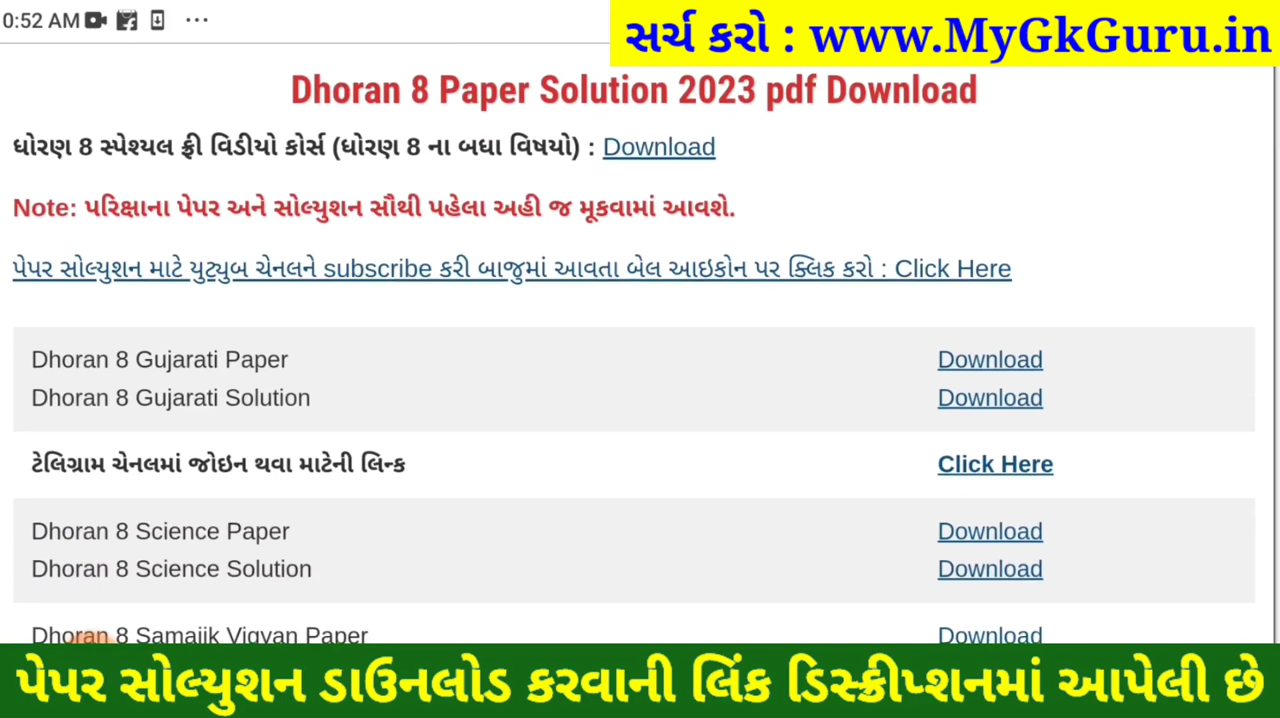 0:52 AM ...
સર્ચ કરો : www.MyGkGuru.in
Dhoran 8 Paper Solution 2023 pdf Download
ધોરણ 8 સ્પેશ્યલ ફ્રી વિડીયો કોર્સ (ધોરણ 8 ના બધા વિષયો) : Download
Note: પરિક્ષાના પેપર અને સોલ્યુશન સૌથી પહેલા અહી જ મૂકવામાં આવશે.
પેપર સોલ્યુશન માટે યુટ્યુબ ચેનલને subscribe કરી બાજુમાં આવતા બેલ આઇકોન પર ક્લિક કરો : Click Here
Dhoran 8 Gujarati Paper Download
Dhoran 8 Gujarati Solution Download
ટેલિગ્રામ ચેનલમાં જોઇન થવા માટેની લિન્ક Click Here
Dhoran 8 Science Paper Download
Dhoran 8 Science Solution Download
Dhoran 8 Samajik Vigyan Paper Download
પેપર સોલ્યુશન ડાઉનલોડ કરવાની લિંક ડિસ્ક્રીપ્શનમાં આપેલી છે